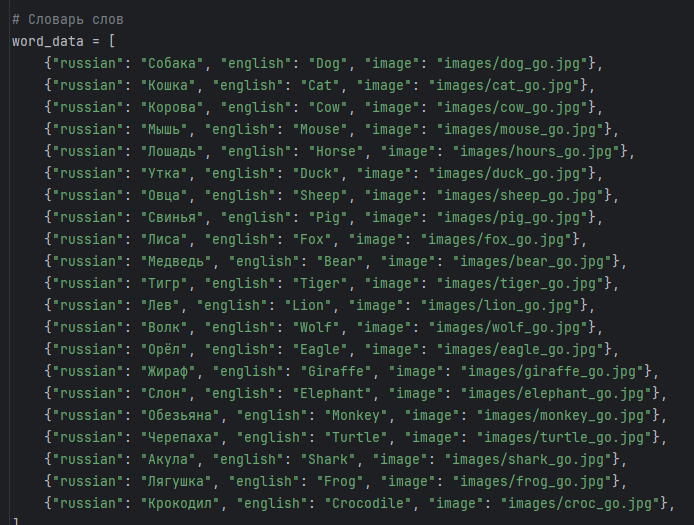 # Словарь слов
word_data = [
{"russian": "Собака", "english": "Dog", "image": "images/dog_go.jpg"},
{"russian": "Кошка", "english": "Cat", "image": "images/cat_go.jpg"},
{"russian": "Корова", "english": "Cow", "image": "images/cow_go.jpg"},
{"russian": "Мышь", "english": "Mouse", "image": "images/mouse_go.jpg"},
{"russian": "Лошадь", "english": "Horse", "image": "images/hours_go.jpg"},
{"russian": "Утка", "english": "Duck", "image": "images/duck_go.jpg"},
{"russian": "Овца", "english": "Sheep", "image": "images/sheep_go.jpg"},
{"russian": "Свинья", "english": "Pig", "image": "images/pig_go.jpg"},
{"russian": "Лиса", "english": "Fox", "image": "images/fox_go.jpg"},
{"russian": "Медведь", "english": "Bear", "image": "images/bear_go.jpg"},
{"russian": "Тигр", "english": "Tiger", "image": "images/tiger_go.jpg"},
{"russian": "Лев", "english": "Lion", "image": "images/lion_go.jpg"},
{"russian": "Волк", "english": "Wolf", "image": "images/wolf_go.jpg"},
{"russian": "Орёл", "english": "Eagle", "image": "images/eagle_go.jpg"},
{"russian": "Жираф", "english": "Giraffe", "image": "images/giraffe_go.jpg"},
{"russian": "Слон", "english": "Elephant", "image": "images/elephant_go.jpg"},
{"russian": "Обезьяна", "english": "Monkey", "image": "images/monkey_go.jpg"},
{"russian": "Черепаха", "english": "Turtle", "image": "images/turtle_go.jpg"},
{"russian": "Акула", "english": "Shark", "image": "images/shark_go.jpg"},
{"russian": "Лягушка", "english": "Frog", "image": "images/frog_go.jpg"},
{"russian": "Крокодил", "english": "Crocodile", "image": "images/croc_go.jpg"},
]